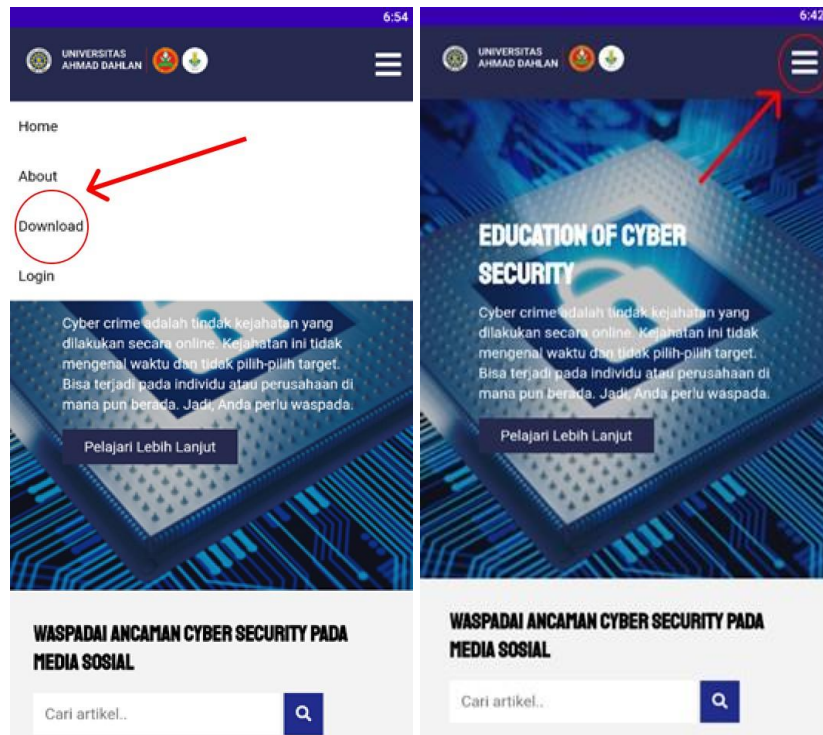 6:54
UNIVERSITAS
AHMAD DAHLAN
Home
About
Download
Login
Cyber crime adalah tindak kejahatan yang
dilakukan secara online. Kejahatan ini tidak
mengenal waktu dan tidak pilih-pilih target.
Bisa terjadi pada individu atau perusahaan di
mana pun berada. Jadi, Anda perlu waspada.
Pelajari Lebih Lanjut
WASPADAI ANCAMAN CYBER SECURITY PADA
MEDIA SOSIAL
Cari artikel..
6:42
UNIVERSITAS
AHMAD DAHLAN
EDUCATION OF CYBER
SECURITY
Cyber crime adalah tindak kejahatan yang
dilakukan secara online. Kejahatan ini tidak
mengenal waktu dan tidak pilih-pilih target.
Bisa terjadi pada individu atau perusahaan di
mana pun berada. Jadi, Anda perlu waspada.
Pelajari Lebih Lanjut
WASPADAI ANCAMAN CYBER SECURITY PADA
MEDIA SOSIAL
Cari artikel..